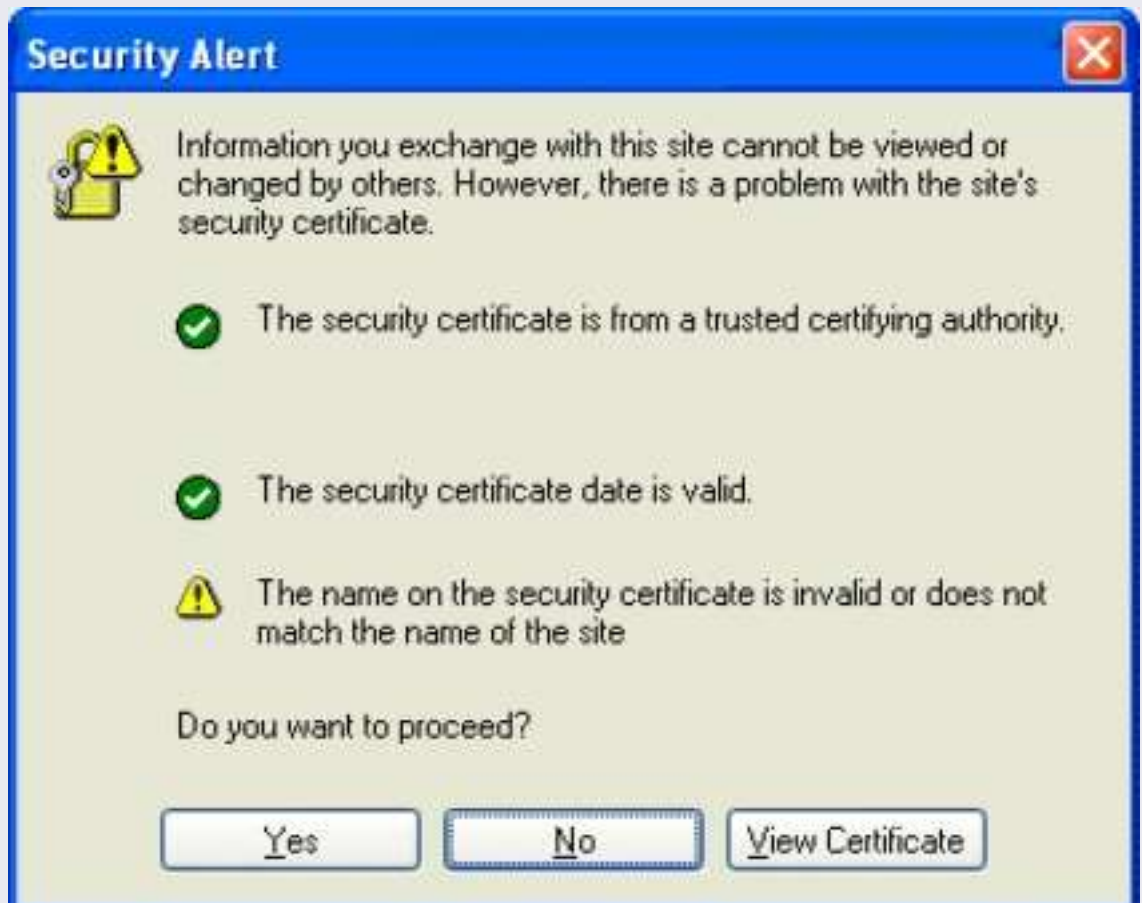 Security Alert
Information you exchange with this site cannot be viewed or
changed by others. However, there is a problem with the site's
security certificate.
The security certificate is from a trusted certifying authority.
The security certificate date is valid.
The name on the security certificate is invalid or does not
match the name of the site
Do you want to proceed?
Yes No View Certificate